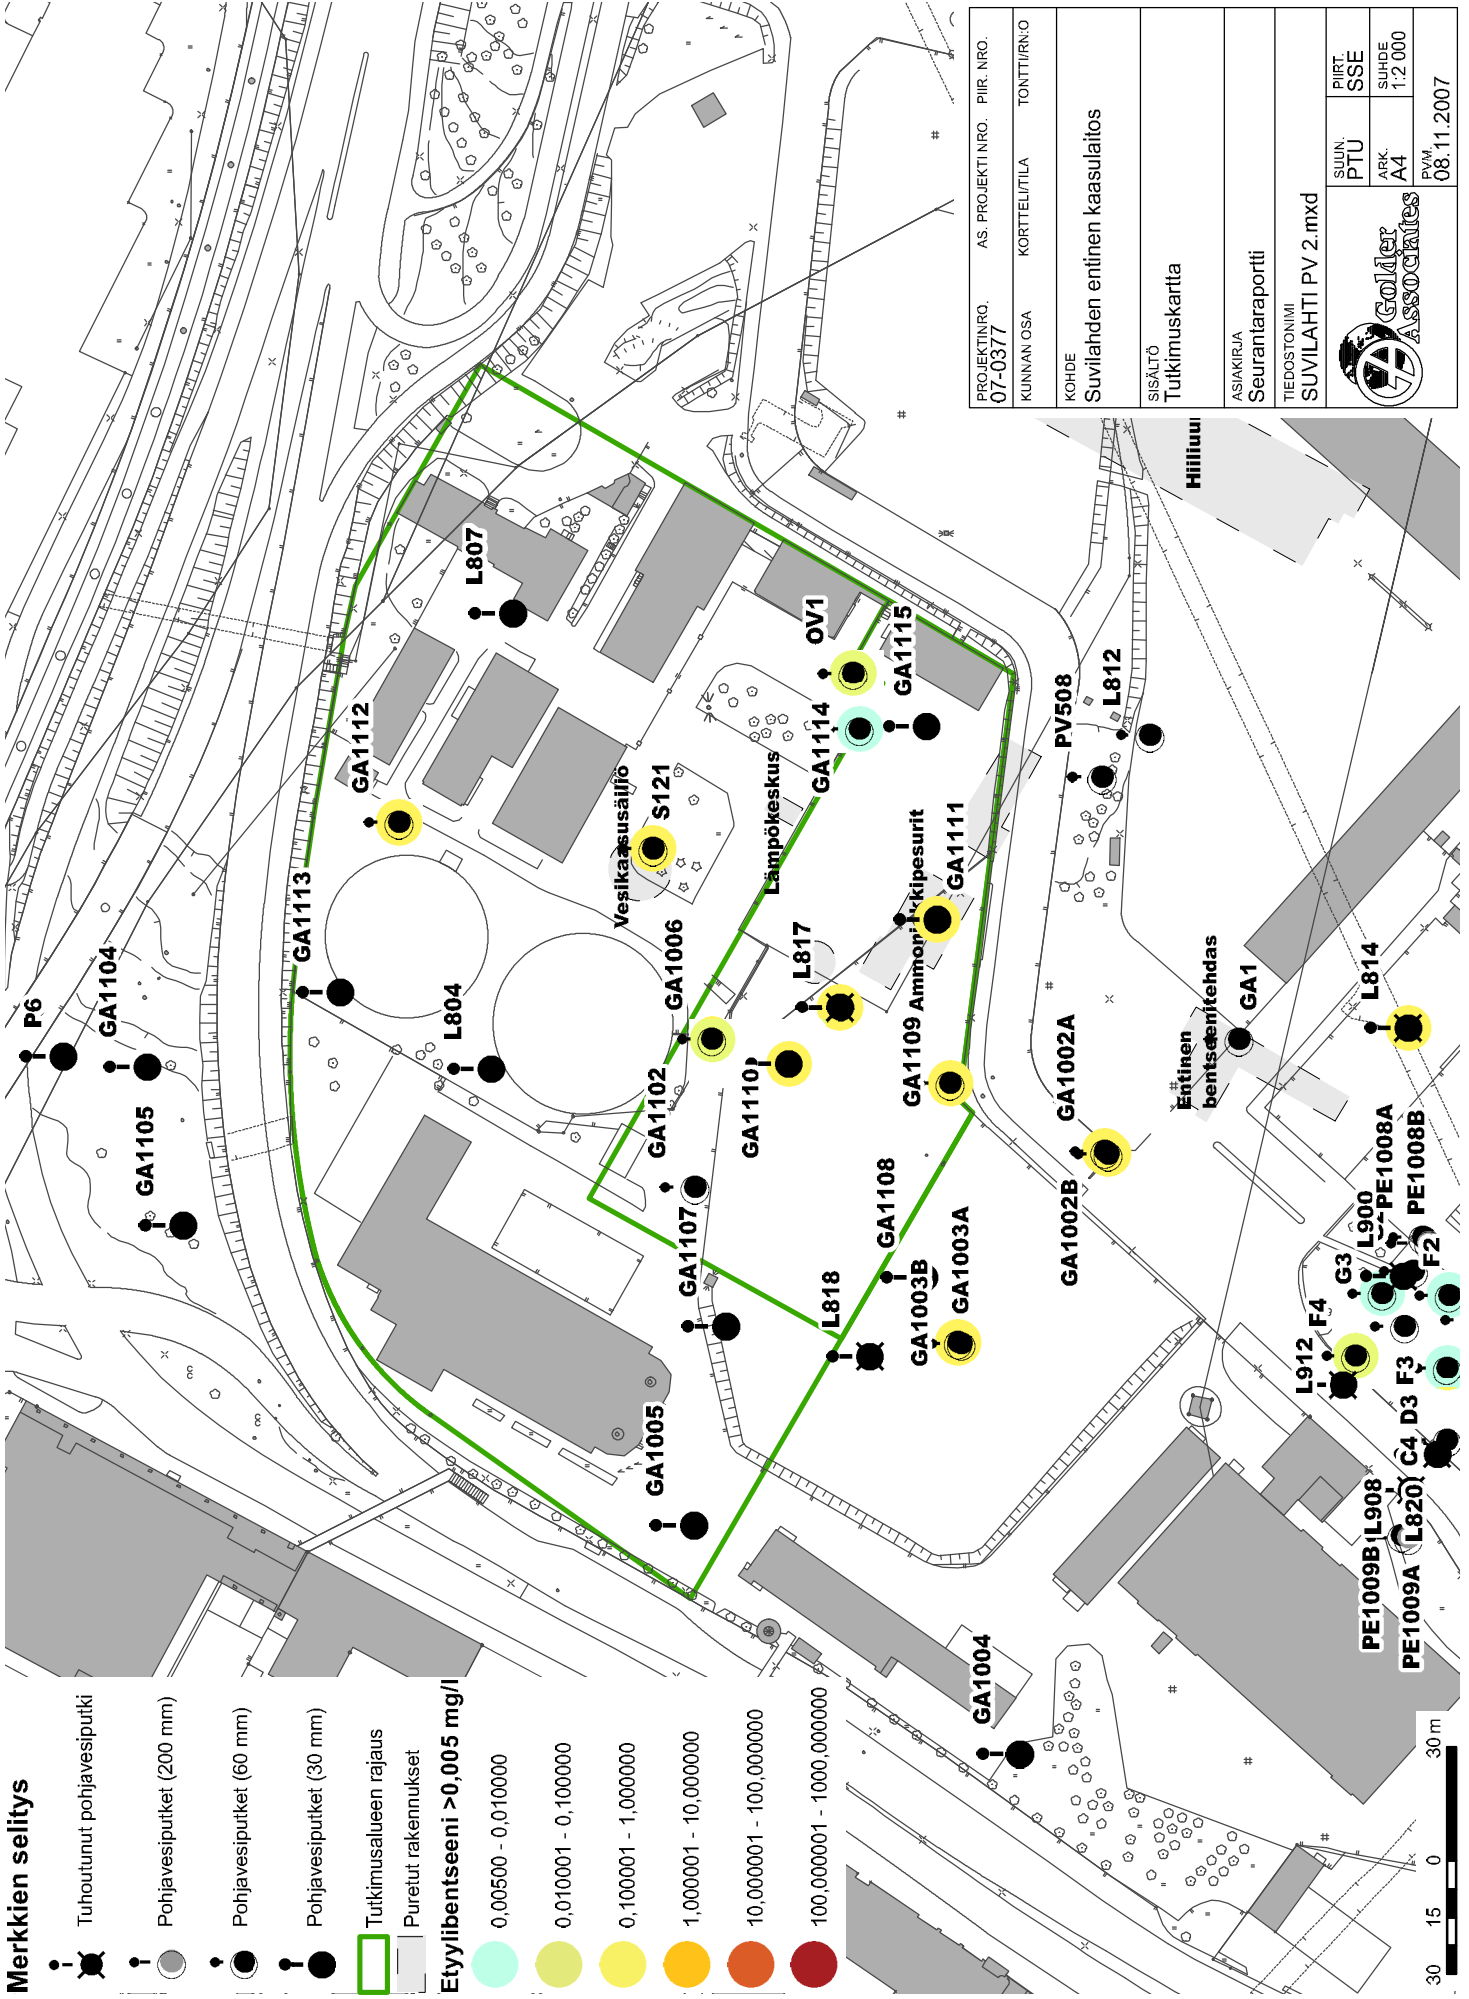 P6
GA1104
GA1105
GA1113
L804
GA1112
L807
Vesikaasusäiliö
S121
GA1006
Lämpökeskus
OV1
GA1115
GA1114
L817
Ammoni
kkipesurit
GA1111
GA1109
GA1110
GA1102
GA1107
GA1108
L818
GA1003B
GA1003A
GA1005
GA1004
GA1002A
GA1002B
PV508
L812
Entinen
bentseenitehdas
GA1
L814
PE1008A
PE1008B
L900
G3
F2
F4
L912
F3
D3
C4
L908
L820
PE1009B
PE1009A
PROJEKTINRO.
07-0377
AS. PROJEKTI NRO.
PIIR. NRO.
KUNNAN OSA
KORTTELI/TILA
TONTTI/RN:O
KOHDE
Suvilahden entinen kaasulaitos
SISÄLTÖ
Tutkimuskartta
ASIAKIRJA
Seurantaraportti
TIEDOSTONIMI
SUVILAHTI PV 2.mxd
Golder
Associates
SUUN.
PTU
PIIRT.
SSE
ARK.
A4
SUHDE
1:2 000
PVM.
08.11.2007
Merkkien selitys
Tuhoutunut pohjavesiputki
Pohjavesiputket (200 mm)
Pohjavesiputket (60 mm)
Pohjavesiputket (30 mm)
Tutkimusalueen rajaus
Puretut rakennukset
Etyylibentseeni >0,005 mg/l
0,00500 - 0,010000
0,010001 - 0,100000
0,100001 - 1,000000
1,000001 - 10,000000
10,000001 - 100,000000
100,000001 - 1000,000000
30 15 0 30 m